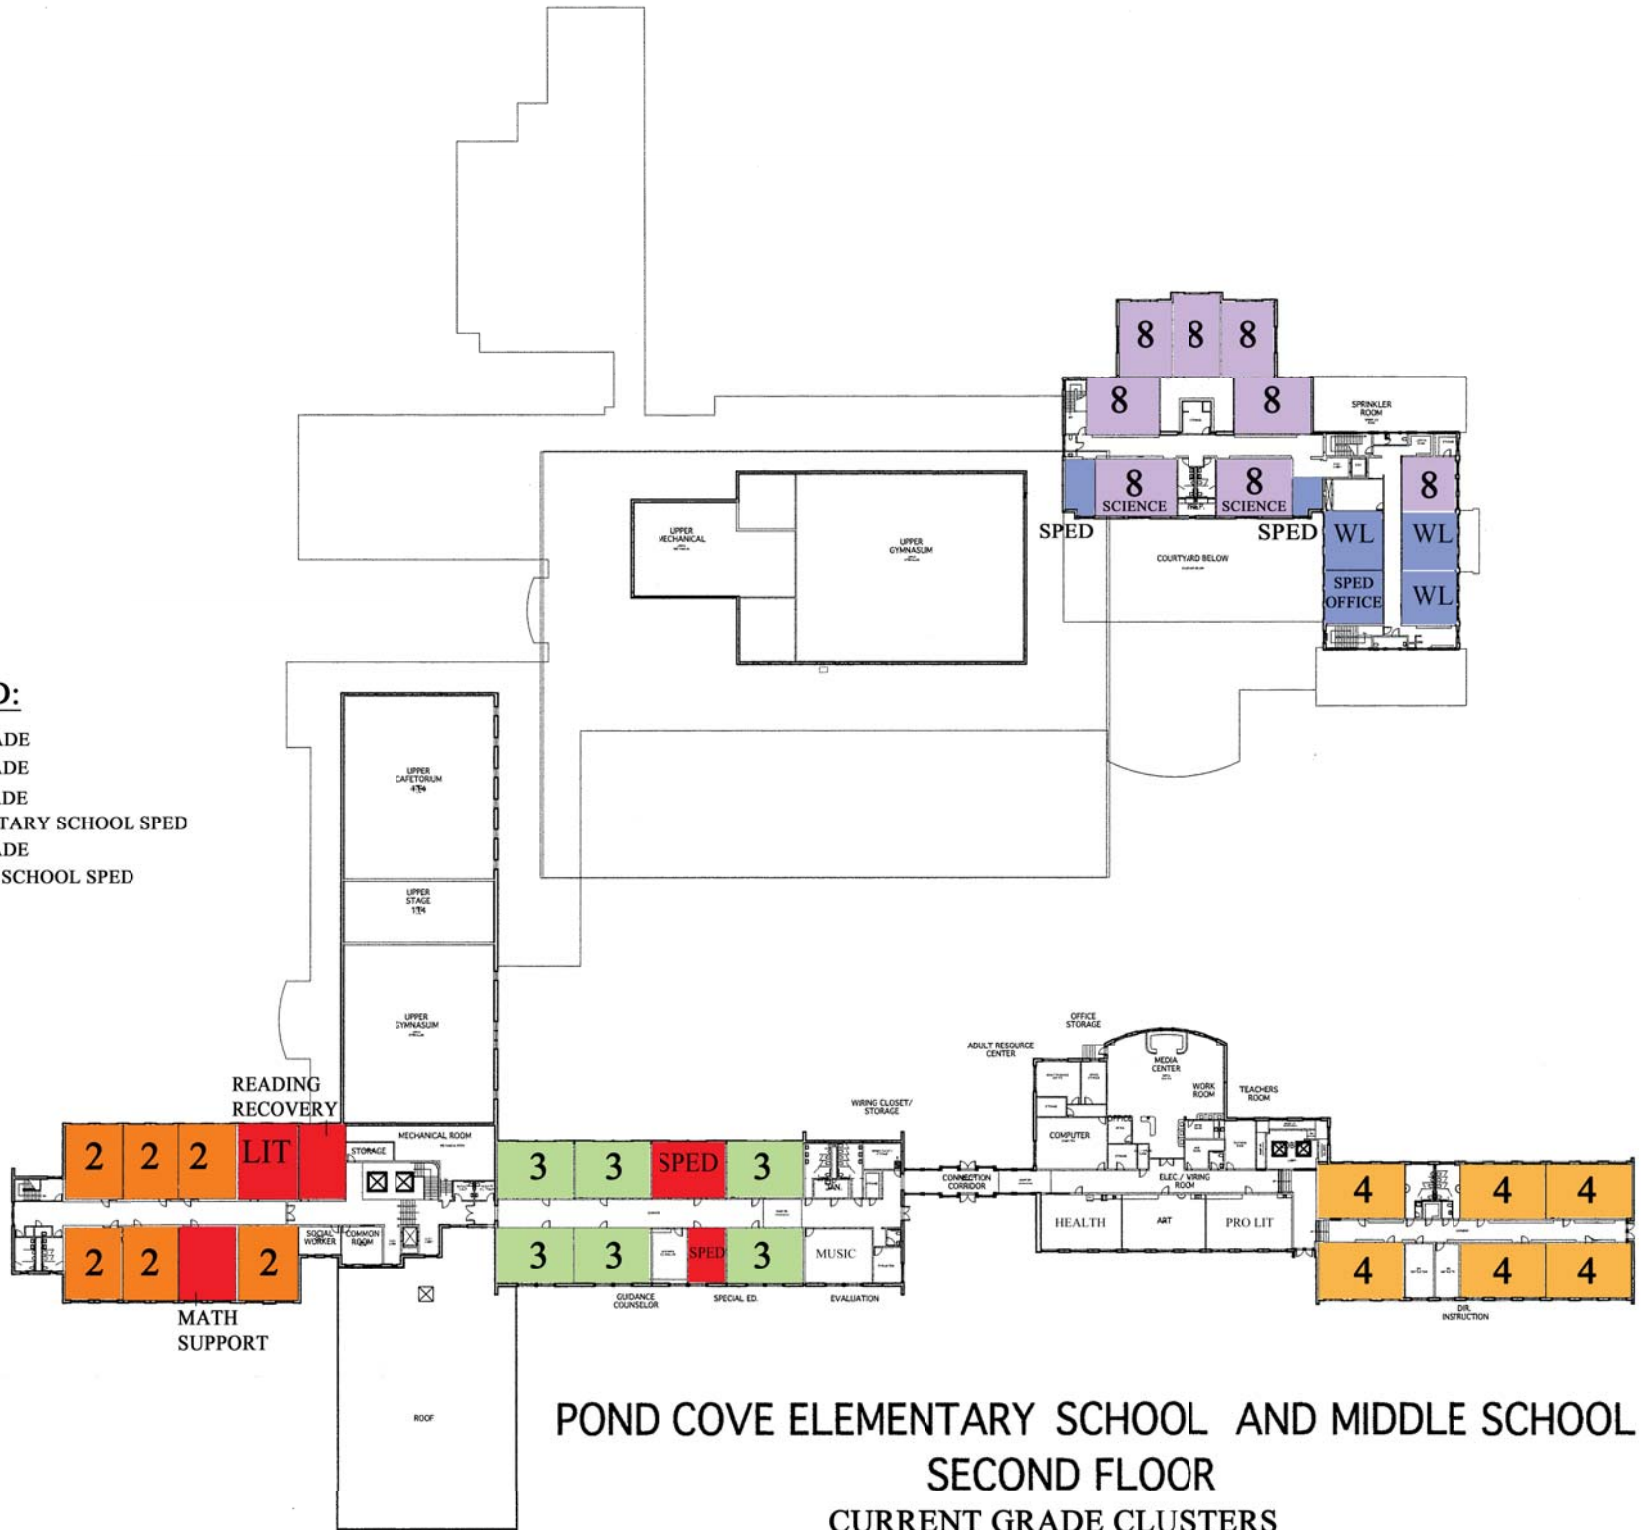 8 8 8
8 8
SPRINKLER
ROOM
8
SCIENCE
8
SCIENCE
8
SPED
SPED
WL
WL
SPED
OFFICE
WL
UPPER
MECHANICAL
UPPER
GYMNASIUM
COURTYARD BELOW
D:
ADE
ADE
ADE
TARY SCHOOL SPED
ADE
SCHOOL SPED
UPPER
CAFETORIUM
UPPER
STAGE
UPPER
GYMNASIUM
OFFICE
STORAGE
ADULT RESOURCE
CENTER
MEDIA
CENTER
WORK
ROOM
TEACHERS
ROOM
READING
RECOVERY
WIRING CLOSET/
STORAGE
COMPUTER
OFFICE
2 2 2 LIT
STORAGE
MECHANICAL ROOM
3 3 SPED 3
JAN.
CONNECTION
CORRIDOR
ELEC./ WIRING
ROOM
4 4 4
SOCIAL
WORKER
COMMON
ROOM
HEALTH
ART
PRO LIT
2 2 2
3 3 SPED 3 MUSIC
4 4 4
GUIDANCE
COUNSELOR
SPECIAL ED.
EVALUATION
DIR.
INSTRUCTION
MATH
SUPPORT
ROOF
POND COVE ELEMENTARY SCHOOL AND MIDDLE SCHOOL
SECOND FLOOR
CURRENT GRADE CLUSTERS